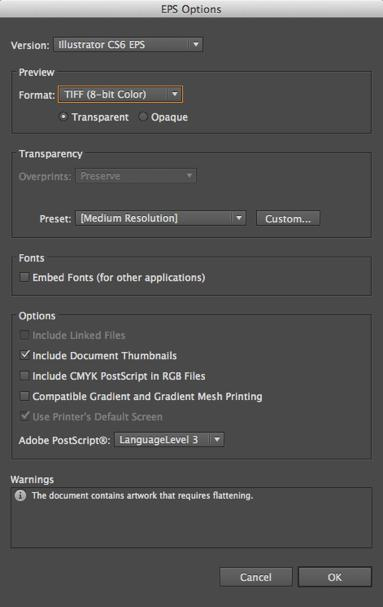 EPS Options
Version: Illustrator CS6 EPS
Preview
Format: TIFF (8-bit Color)
Transparent Opaque
Transparency
Overprints: Preserve
Preset: [Medium Resolution] Custom...
Fonts
Embed Fonts (for other applications)
Options
Include Linked Files
Include Document Thumbnails
Include CMYK PostScript in RGB Files
Compatible Gradient and Gradient Mesh Printing
Use Printer's Default Screen
Adobe PostScript®: LanguageLevel 3
Warnings
The document contains artwork that requires flattening.
Cancel OK